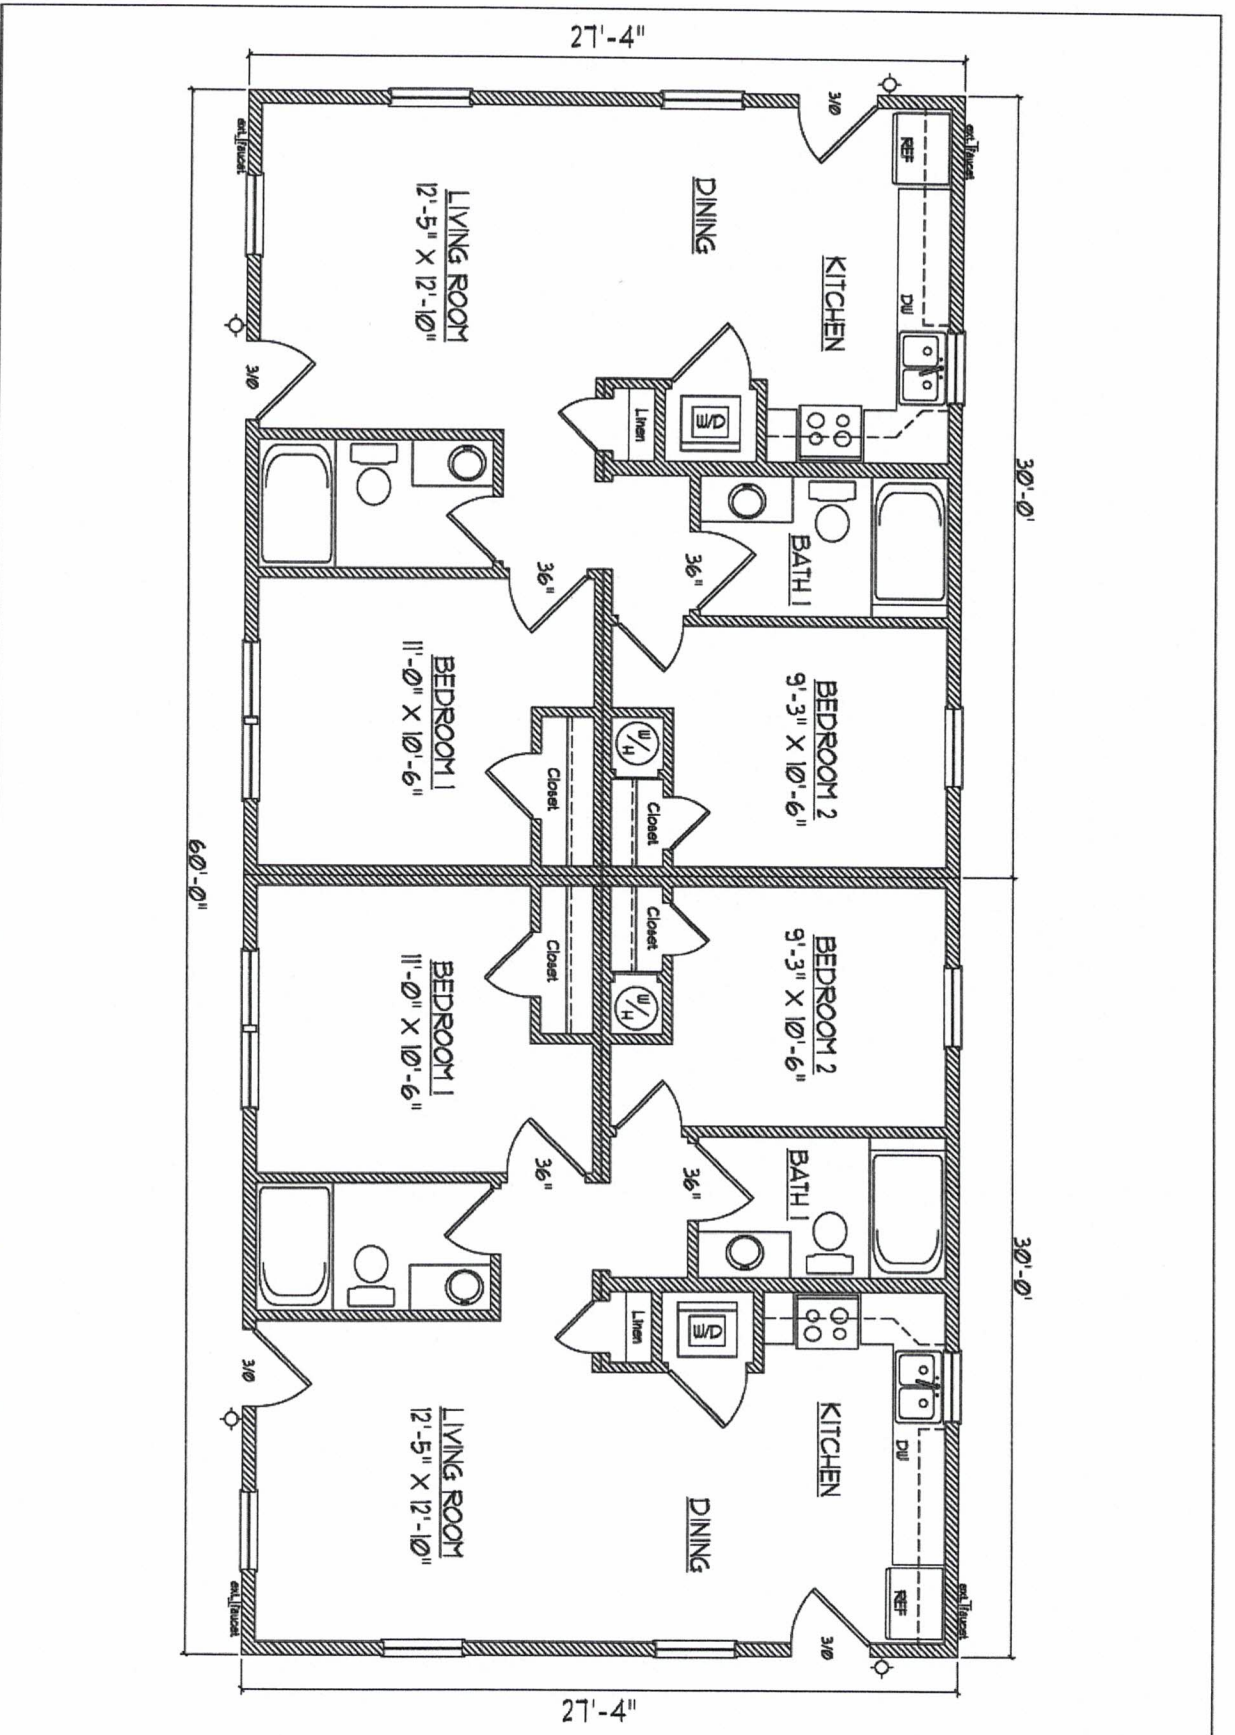 27'-4"
3/0
ext. faucet
ext. faucet
REF
LIVING ROOM
12'-5" X 12'-10"
DINING
KITCHEN
DW
3/0
Linen
W/D
30'-0'
36"
36"
BATH 1
BEDROOM 1
11'-0" X 10'-6"
BEDROOM 2
9'-3" X 10'-6"
W/H
Closet
Closet
60'-0"
Closet
Closet
BEDROOM 1
11'-0" X 10'-6"
BEDROOM 2
9'-3" X 10'-6"
W/H
36"
36"
BATH 1
30'-0'
Linen
W/D
3/0
LIVING ROOM
12'-5" X 12'-10"
KITCHEN
DW
DINING
REF
ext. faucet
ext. faucet
3/0
27'-4"